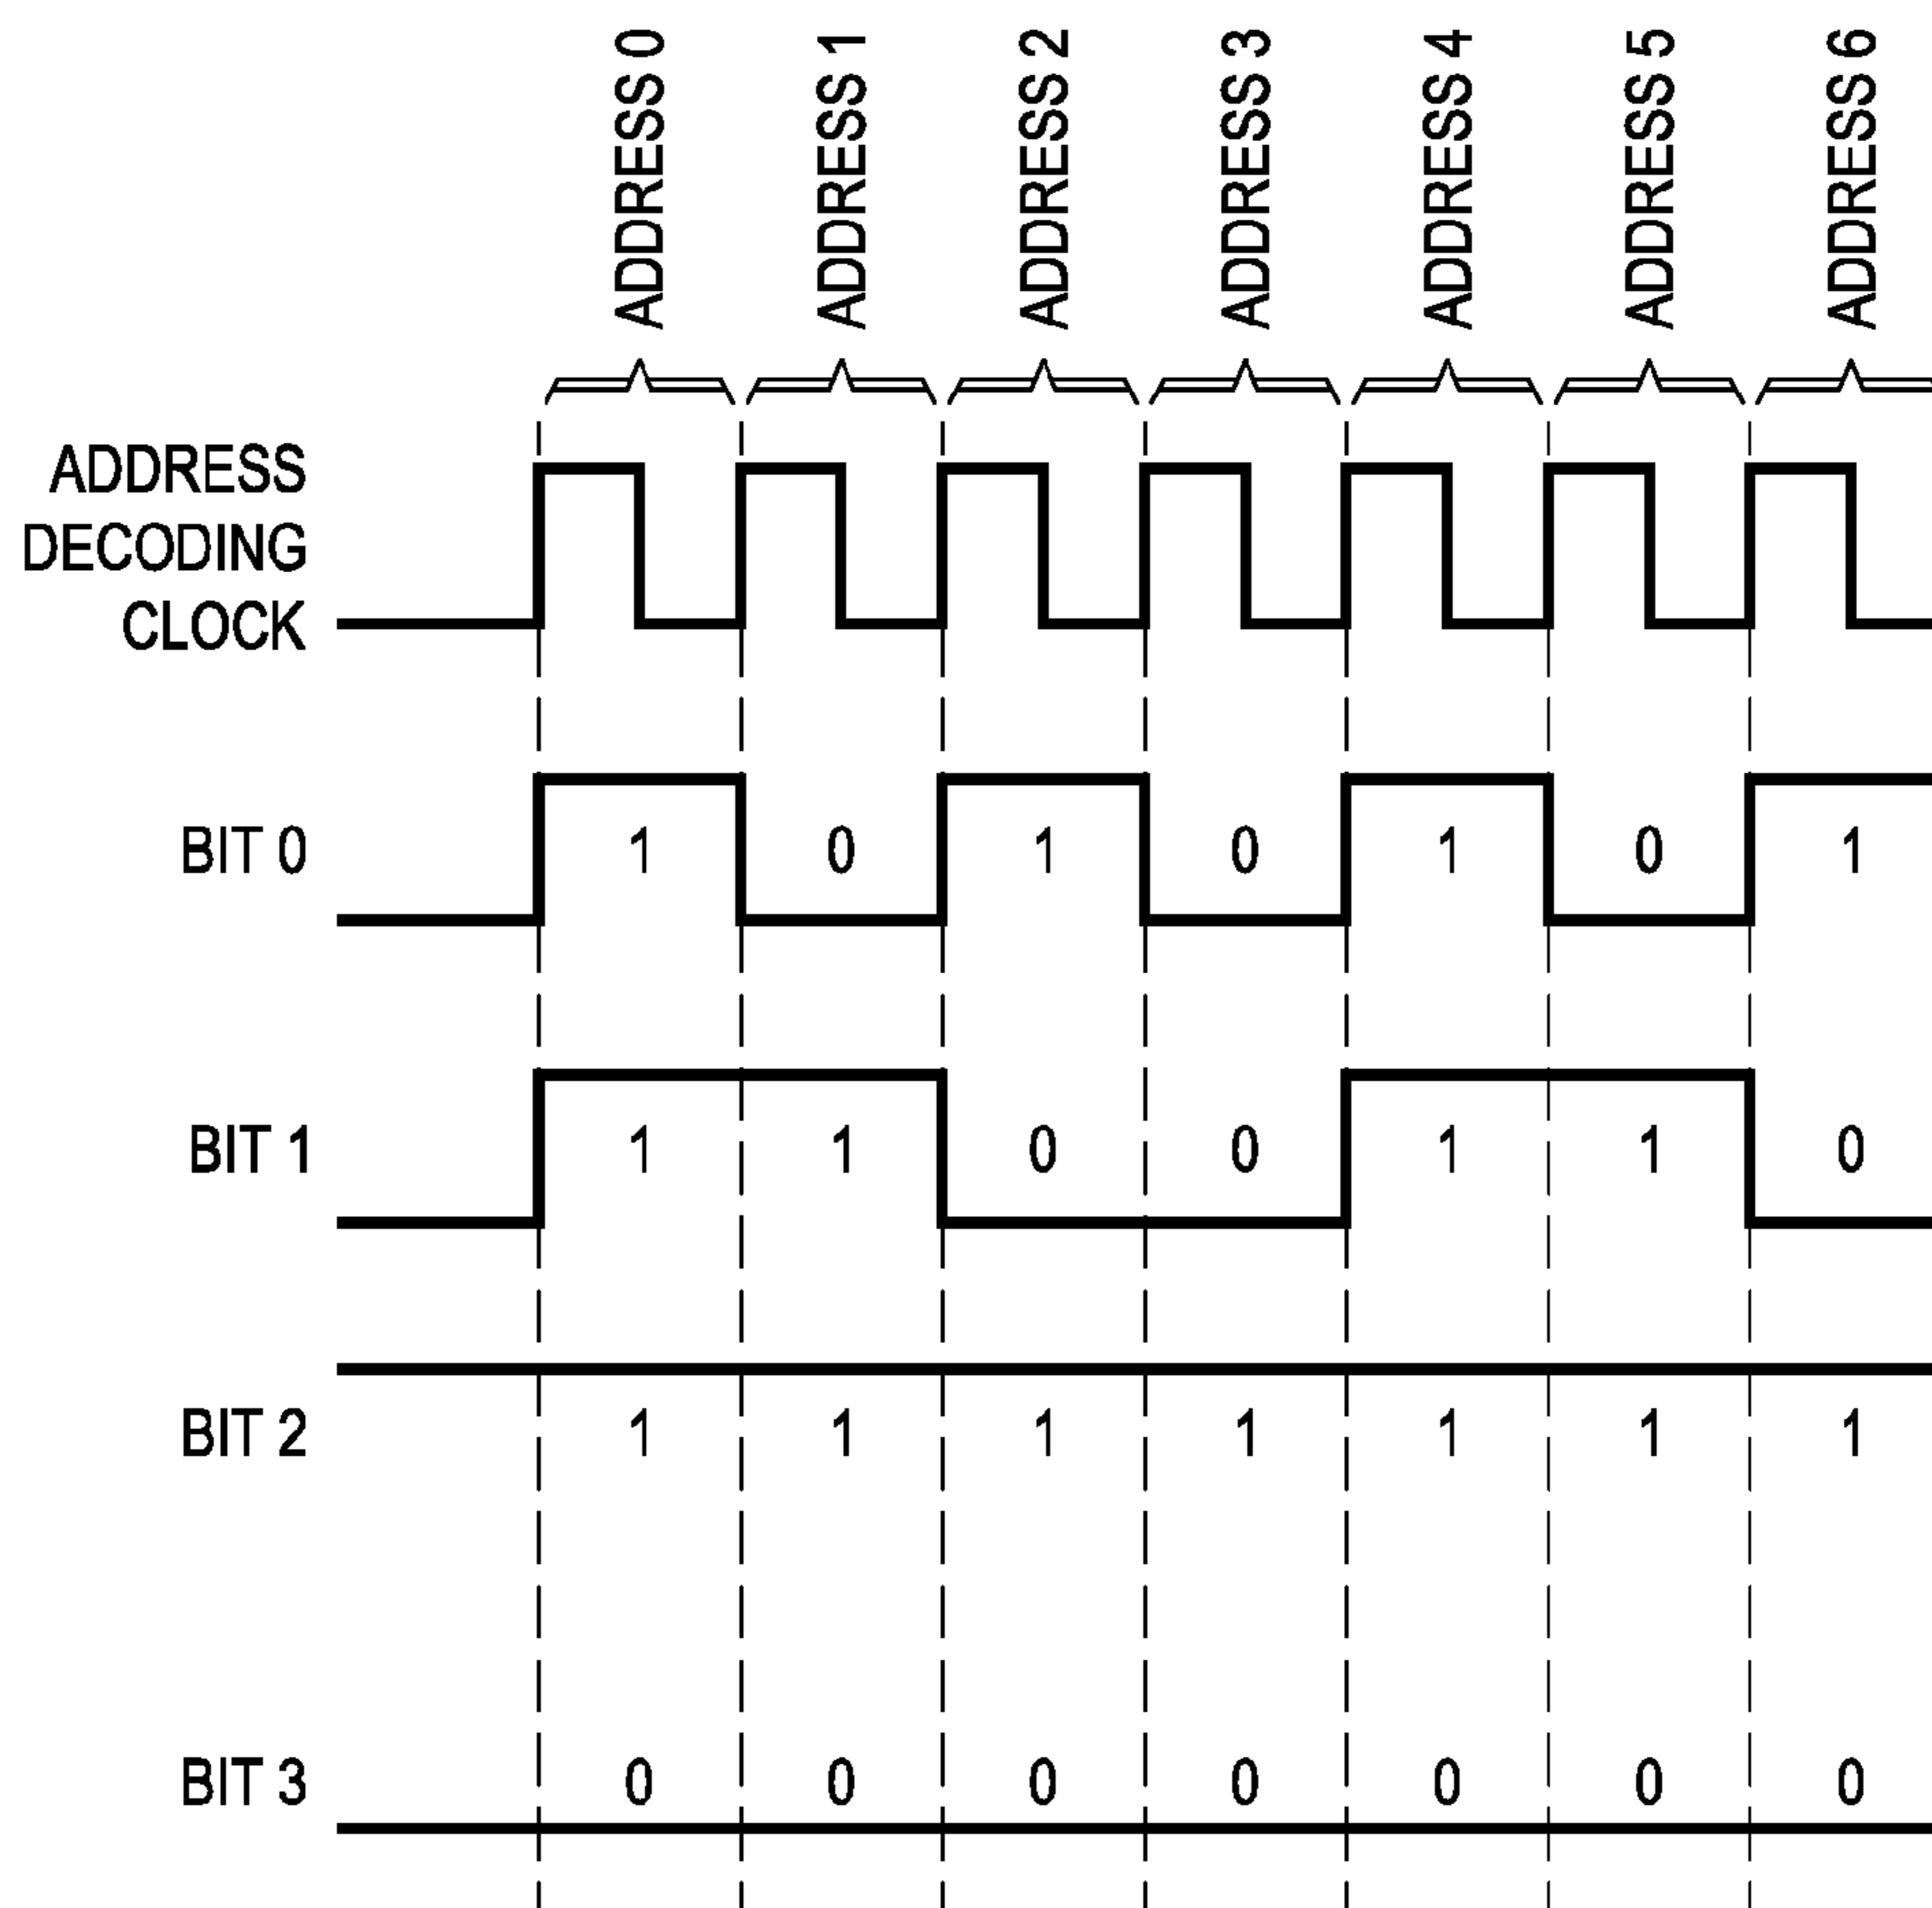 ADDRESS 0 ADDRESS 1 ADDRESS 2 ADDRESS 3 ADDRESS 4 ADDRESS 5 ADDRESS 6
ADDRESS
DECODING
CLOCK
BIT 0 1 0 1 0 1 0 1
BIT 1 1 1 0 0 1 1 0
BIT 2 1 1 1 1 1 1 1
BIT 3 0 0 0 0 0 0 0